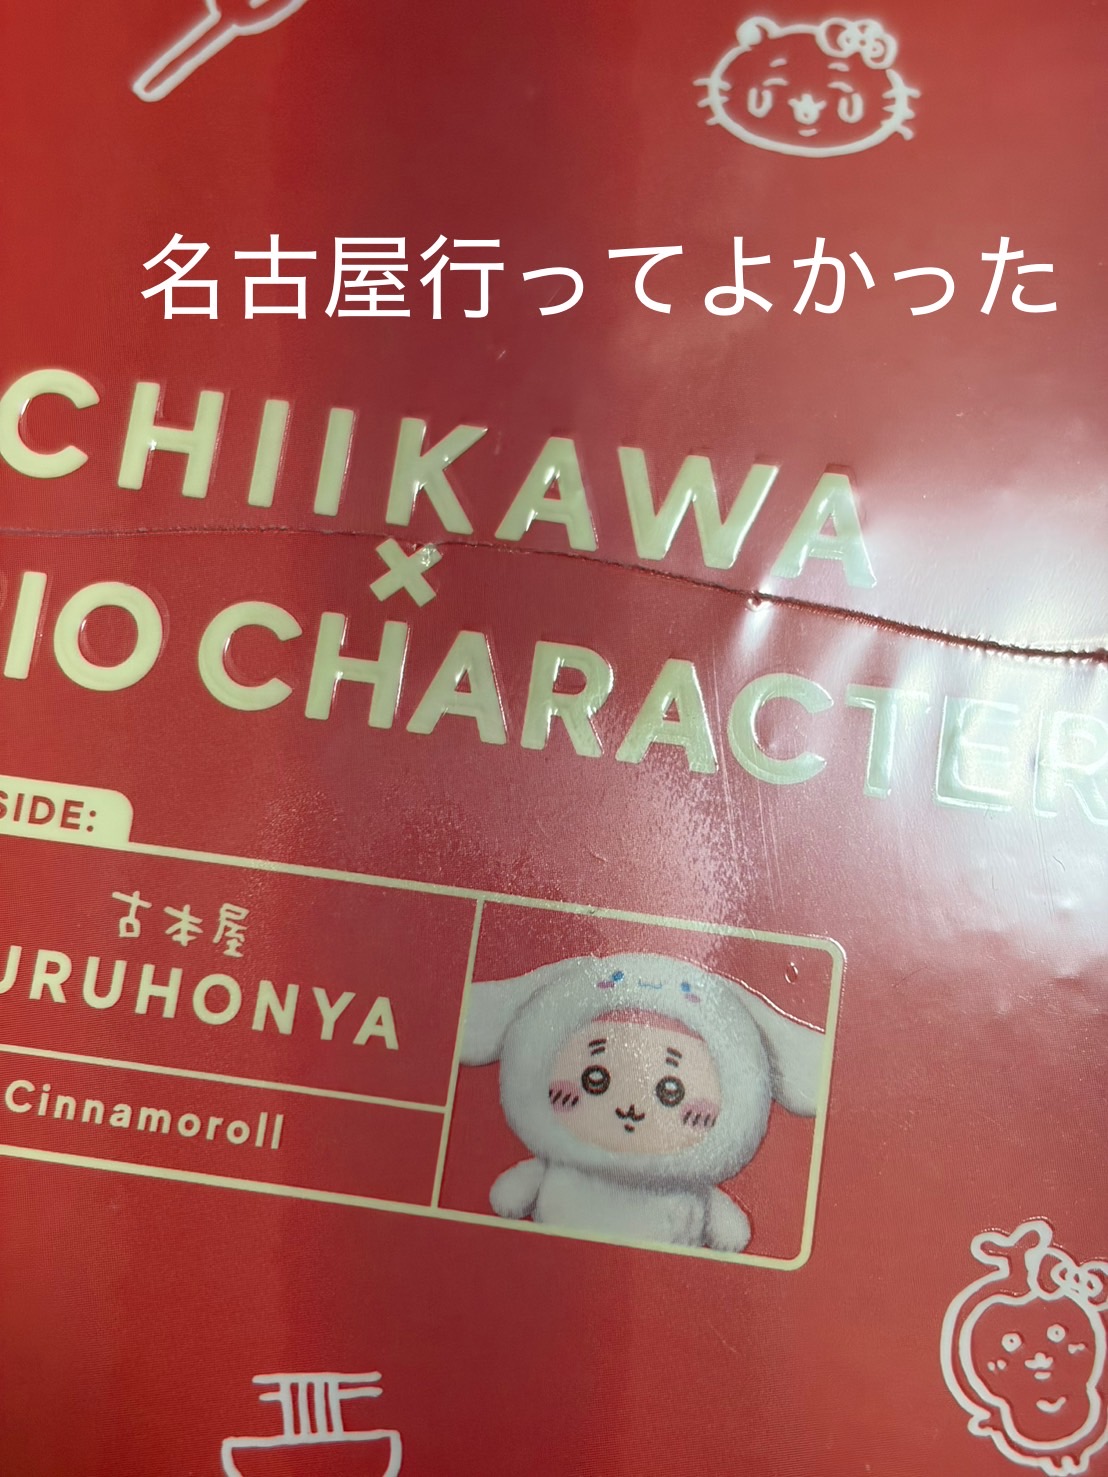 名古屋行ってよかった
CHIIKAWA
×
IO CHARACTER
SIDE:
古本屋
URUHONYA
Cinnamoroll